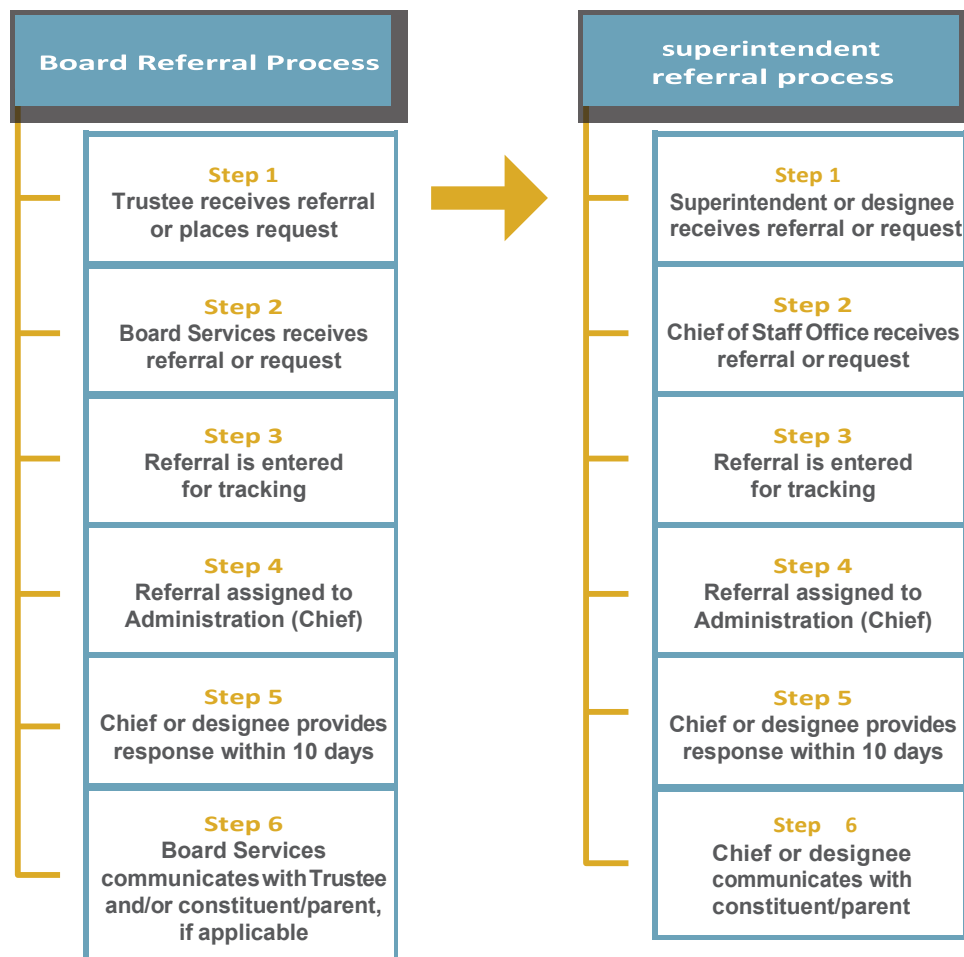 Board Referral Process
Step 1
Trustee receives referral
or places request
Step 2
Board Services receives
referral or request
Step 3
Referral is entered
for tracking
Step 4
Referral assigned to
Administration (Chief)
Step 5
Chief or designee provides
response within 10 days
Step 6
Board Services
communicates with Trustee
and/or constituent/parent,
if applicable
superintendent
referral process
Step 1
Superintendent or designee
receives referral or request
Step 2
Chief of Staff Office receives
referral or request
Step 3
Referral is entered
for tracking
Step 4
Referral assigned to
Administration (Chief)
Step 5
Chief or designee provides
response within 10 days
Step 6
Chief or designee
communicates with
constituent/parent